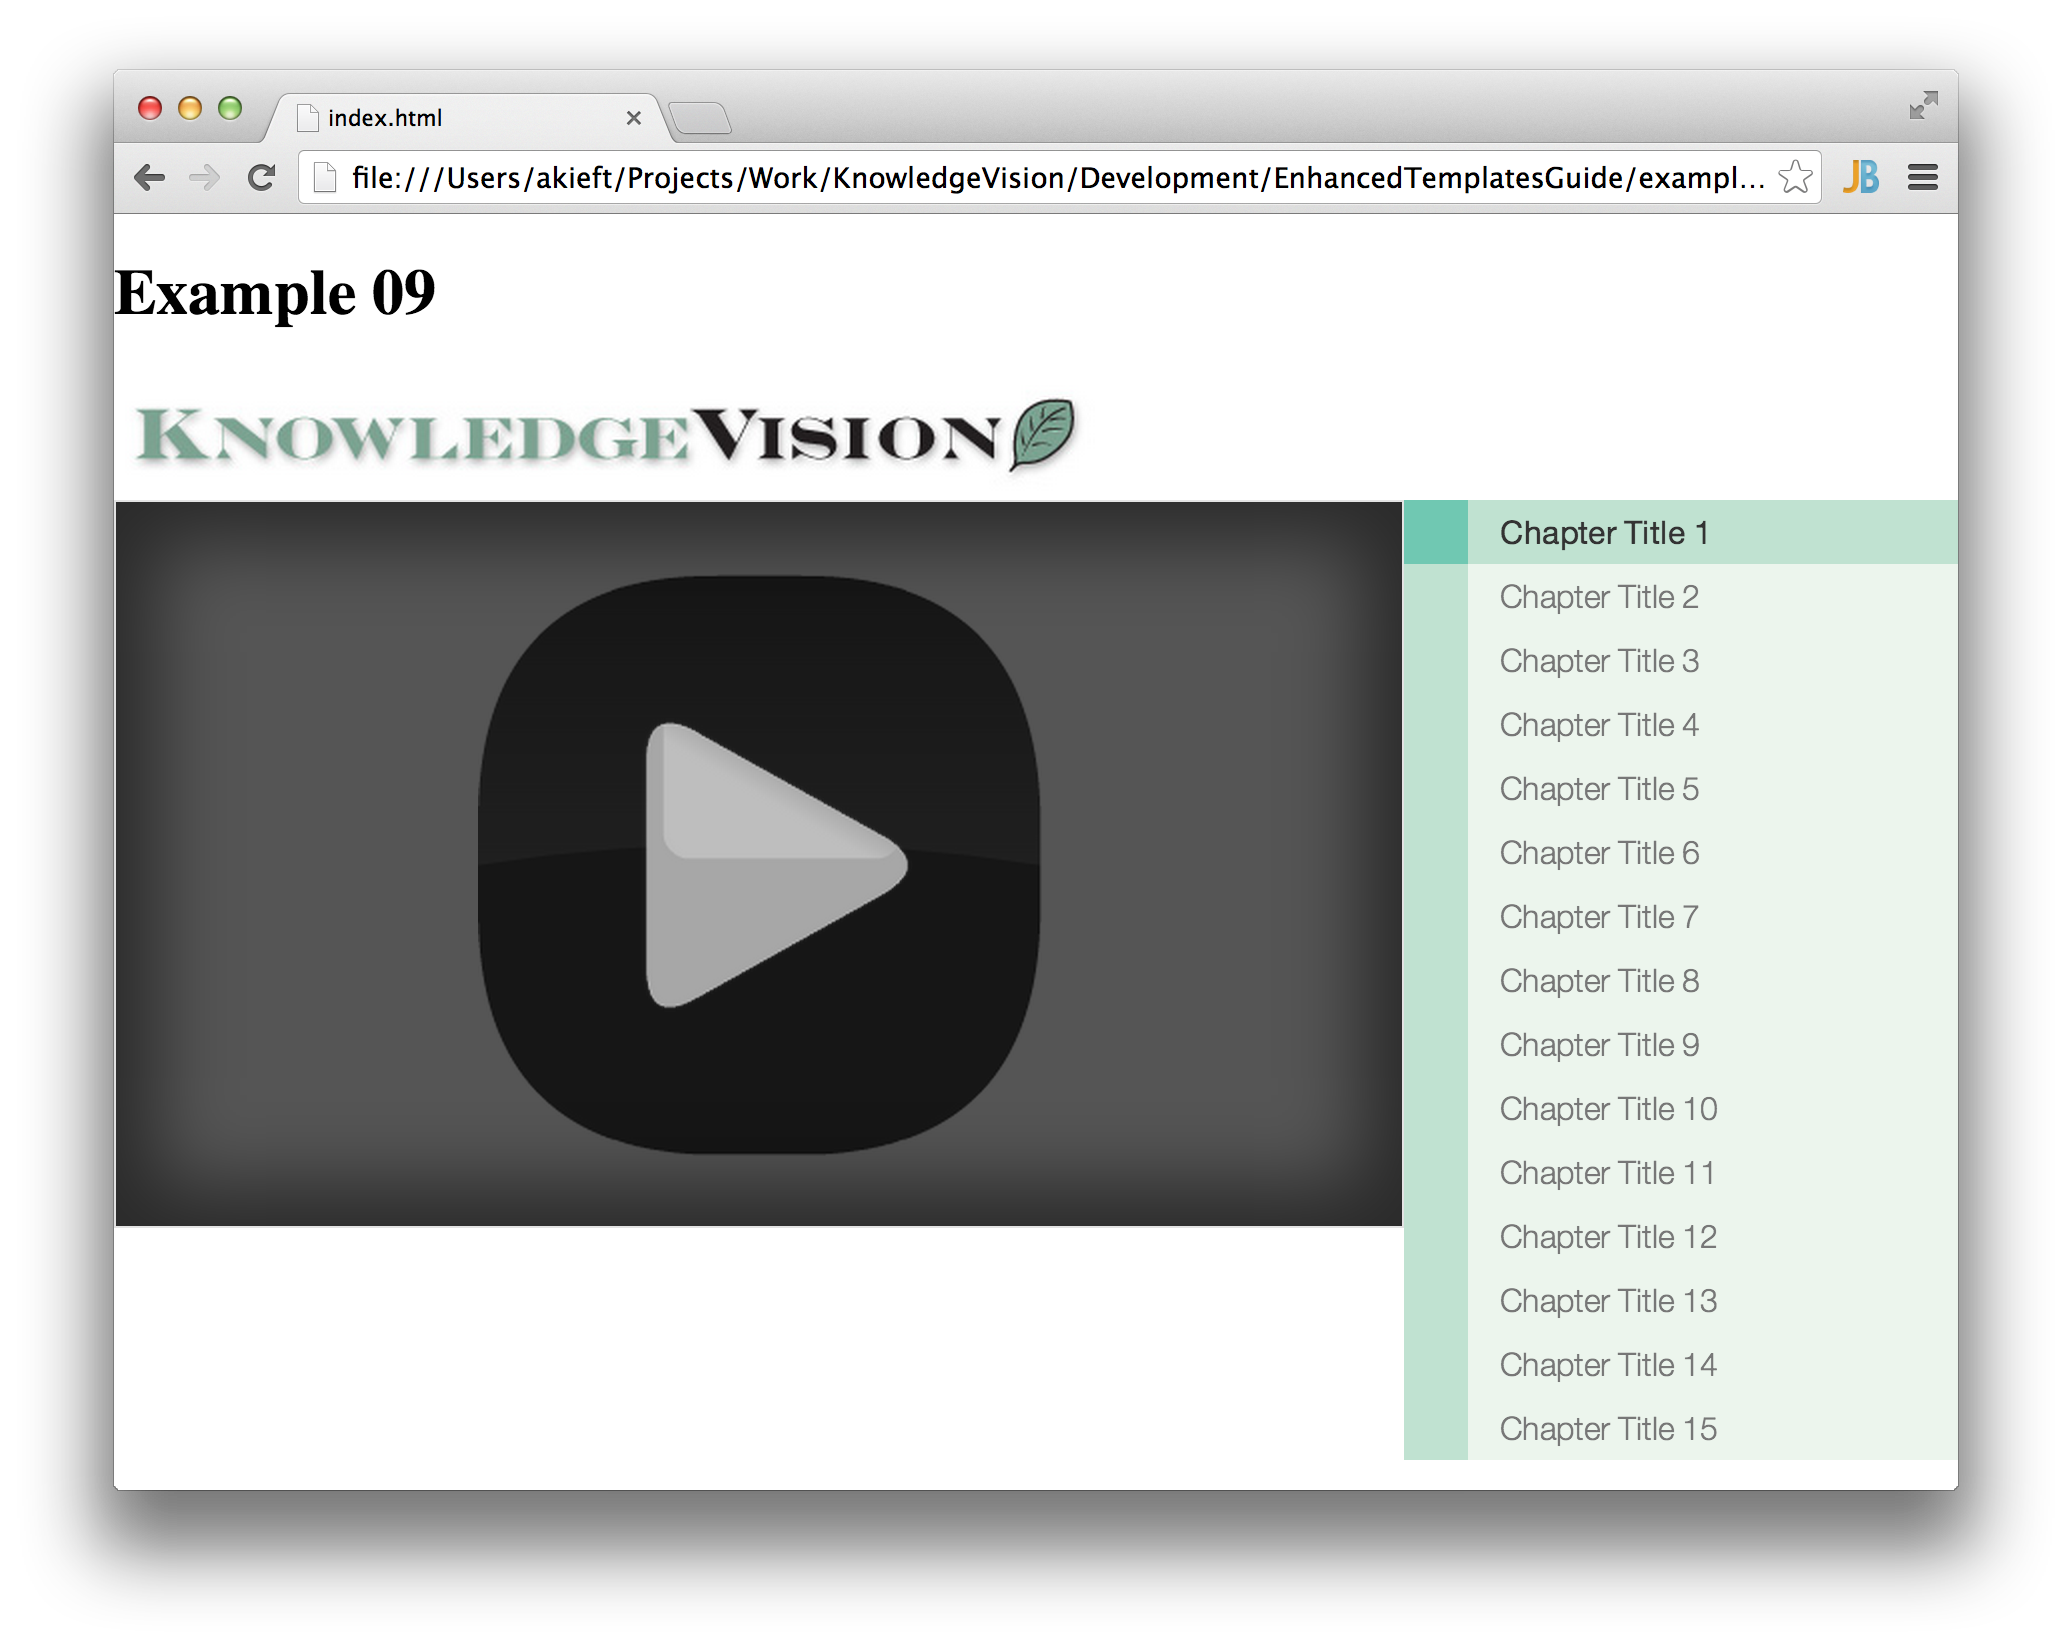 index.html
file:///Users/akieft/Projects/Work/KnowledgeVision/Development/EnhancedTemplatesGuide/exampl...
JB
Example 09
KNOWLEDGEVISION
Chapter Title 1
Chapter Title 2
Chapter Title 3
Chapter Title 4
Chapter Title 5
Chapter Title 6
Chapter Title 7
Chapter Title 8
Chapter Title 9
Chapter Title 10
Chapter Title 11
Chapter Title 12
Chapter Title 13
Chapter Title 14
Chapter Title 15